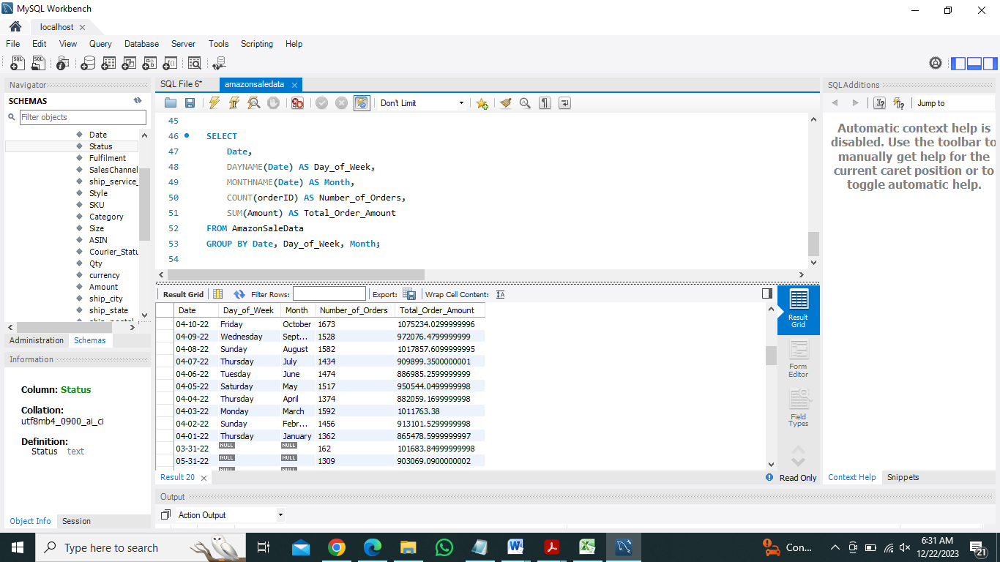 MySQL Workbench
localhost
File Edit View Query Database Server Tools Scripting Help
Navigator
SCHEMAS
Filter objects
Date
Status
Fulfilment
SalesChannel
ship_service_
Style
SKU
Category
Size
ASIN
Courier_Statu
Qty
currency
Amount
ship_city
ship_state
Administration Schemas
Information
Column: Status
Collation:
utf8mb4_0900_ai_ci
Definition:
Status text
Object Info Session
SQL File 6* amazonsaledata
Don't Limit
45
46 SELECT
47 Date,
48 DAYNAME(Date) AS Day_of_Week,
49 MONTHNAME(Date) AS Month,
50 COUNT(orderID) AS Number_of_Orders,
51 SUM(Amount) AS Total_Order_Amount
52 FROM AmazonSaleData
53 GROUP BY Date, Day_of_Week, Month;
54
Result Grid Filter Rows: Export: Wrap Cell Content: IA
Date Day_of_Week Month Number_of_Orders Total_Order_Amount
04-10-22 Friday October 1673 1075234.0299999996
04-09-22 Wednesday Sept... 1528 972076.4799999999
04-08-22 Sunday August 1582 1017857.6099999995
04-07-22 Thursday July 1434 909899.3500000001
04-06-22 Tuesday June 1474 886985.2599999999
04-05-22 Saturday May 1517 950544.0499999998
04-04-22 Thursday April 1374 882059.1699999998
04-03-22 Monday March 1592 1011763.38
04-02-22 Sunday Febr... 1456 913101.5299999998
04-01-22 Thursday January 1362 865478.5999999997
03-31-22 NULL NULL 162 101683.84999999998
05-31-22 NULL NULL 1309 903069.0900000002
Result Grid
Form Editor
Field Types
Result 20
Read Only
Output
Action Output
SQLAdditions
Jump to
Automatic context help is
disabled. Use the toolbar to
manually get help for the
current caret position or to
toggle automatic help.
Context Help Snippets
Type here to search
Con...
6:31 AM
12/22/2023
21